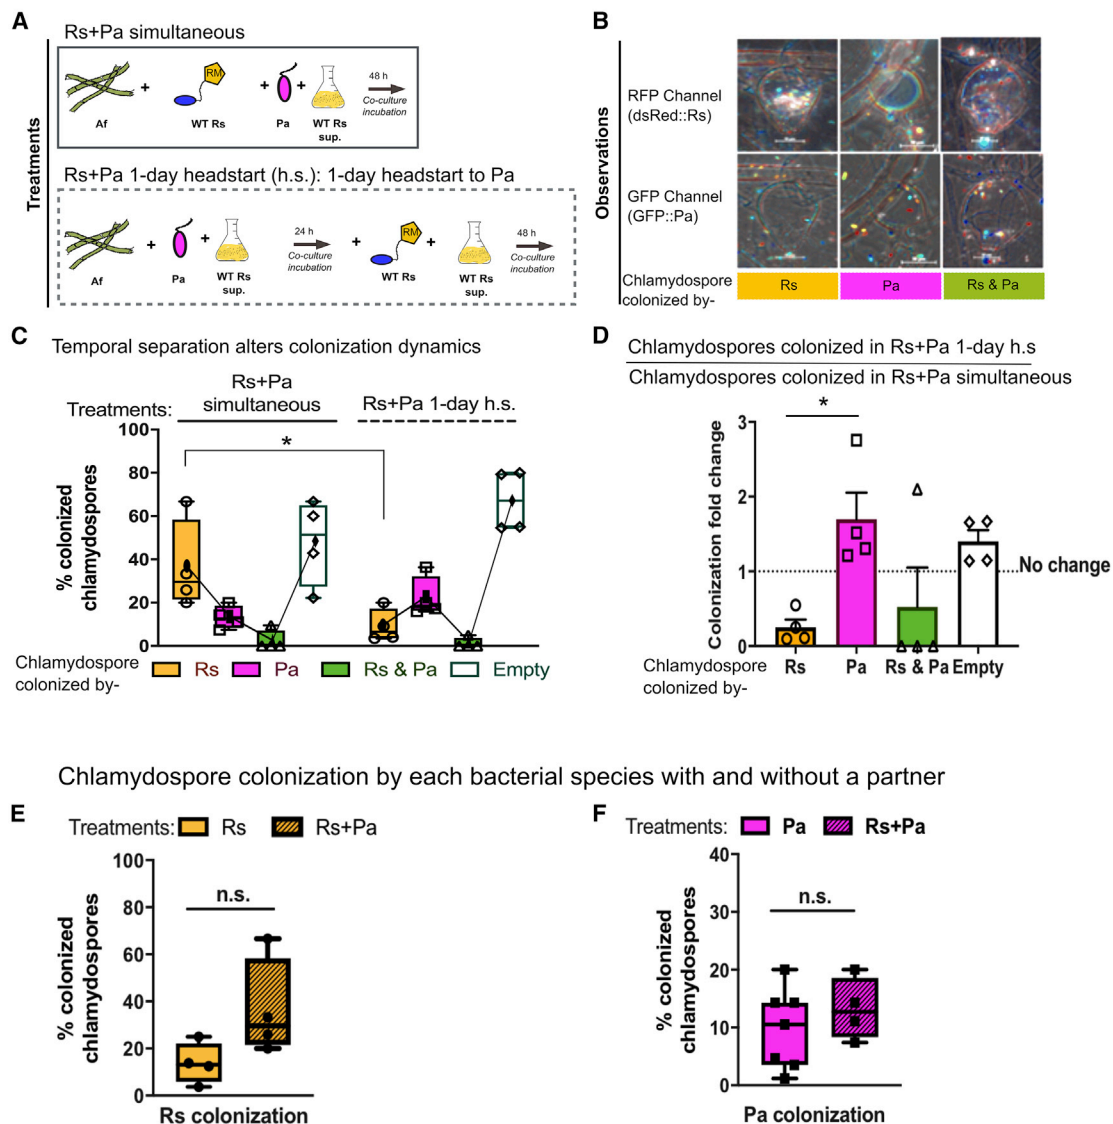 A
Rs+Pa simultaneous
Treatments
RM
+
+
+
48 h
Co-culture
incubation
Af
WT Rs
Pa
WT Rs
sup.
Rs+Pa 1-day headstart (h.s.): 1-day headstart to Pa
+
+
24 h
Co-culture
incubation
+
RM
+
48 h
Co-culture
incubation
Af
Pa
WT Rs
sup.
WT Rs
WT Rs
sup.
B
Observations
RFP Channel
(dsRed::Rs)
GFP Channel
(GFP::Pa)
Chlamydospore
colonized by-
Rs
Pa
Rs & Pa
C
Temporal separation alters colonization dynamics
Treatments:
Rs+Pa
simultaneous
Rs+Pa 1-day h.s.
% colonized
chlamydospores
100
80
60
40
20
0
*
Chlamydospore
colonized by-
Rs
Pa
Rs & Pa
Empty
D
Chlamydospores colonized in Rs+Pa 1-day h.s
Chlamydospores colonized in Rs+Pa simultaneous
*
Colonization fold change
3
2
1
0
No change
Chlamydospore
colonized by-
Rs
Pa
Rs & Pa
Empty
Chlamydospore colonization by each bacterial species with and without a partner
E
Treatments:
Rs
Rs+Pa
% colonized
chlamydospores
100
80
60
40
20
0
n.s.
Rs colonization
F
Treatments:
Pa
Rs+Pa
% colonized
chlamydospores
40
30
20
10
0
n.s.
Pa colonization